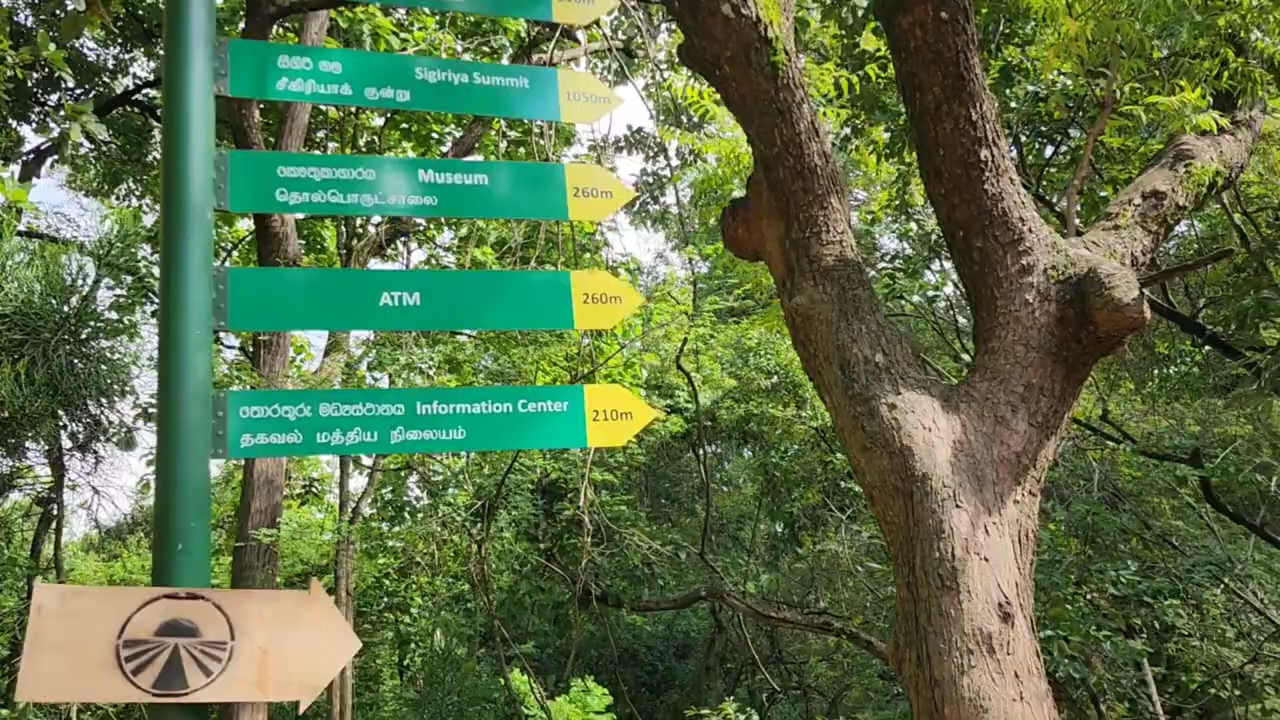 සීගිරි ගල Sigiriya Summit 1050m
சீகிரியாக் குன்று
කෞතුකාගාරය Museum 260m
தொல்பொருட்சாலை
ATM 260m
තොරතුරු මධ්‍යස්ථානය Information Center 210m
தகவல் மத்திய நிலையம்